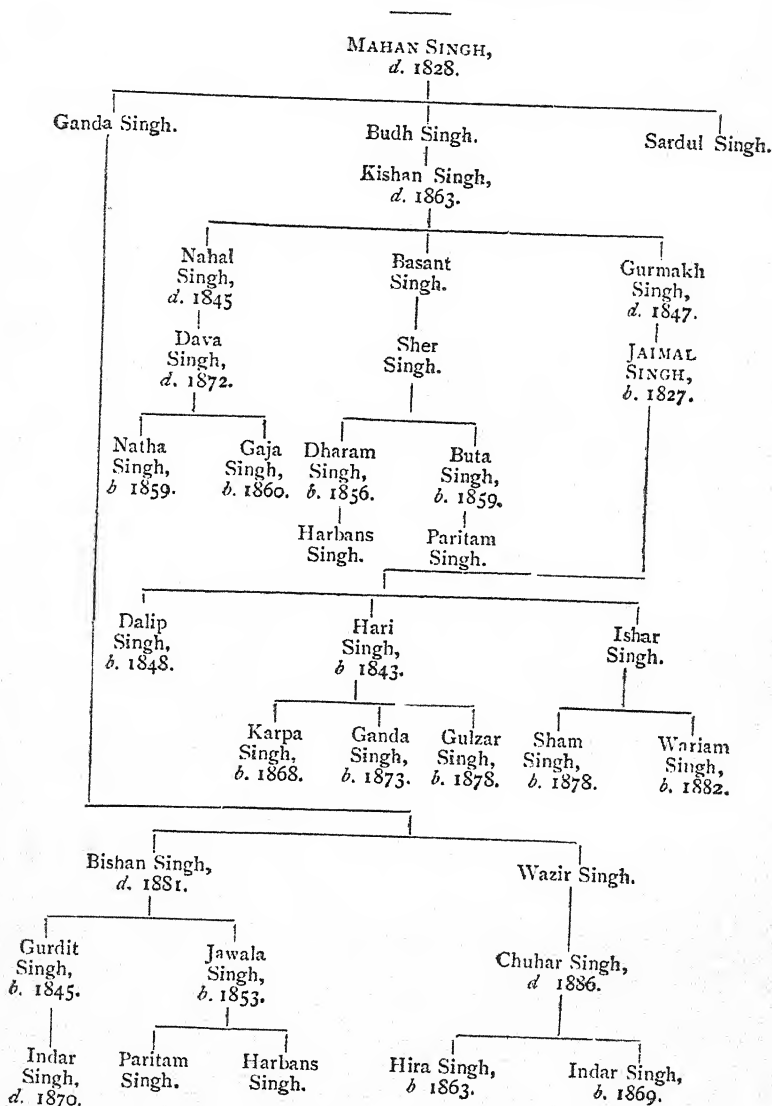 MAHAN SINGH,
d. 1828.
Ganda Singh.
Budh Singh.
Sardul Singh.
Kishan Singh,
d. 1863.
Nahal
Singh,
d. 1845
Basant
Singh.
Gurmakh
Singh,
d. 1847.
Dava
Singh,
d. 1872.
Sher
Singh.
JAIMAL
SINGH,
b. 1827.
Natha
Singh,
b 1859.
Gaja
Singh,
b. 1860.
Dharam
Singh,
b. 1856.
Buta
Singh,
b. 1859.
Harbans
Singh.
Paritam
Singh.
Dalip
Singh,
b. 1848.
Hari
Singh,
b 1843.
Ishar
Singh.
Karpa
Singh,
b. 1868.
Ganda
Singh,
b. 1873.
Gulzar
Singh,
b. 1878.
Sham
Singh,
b. 1878.
Wariam
Singh,
b. 1882.
Bishan Singh,
d. 1881.
Wazir Singh.
Gurdit
Singh,
b. 1845.
Jawala
Singh,
b. 1853.
Chuhar Singh,
d 1886.
Indar
Singh,
d. 1870.
Paritam
Singh.
Harbans
Singh.
Hira Singh,
b 1863.
Indar Singh,
b. 1869.